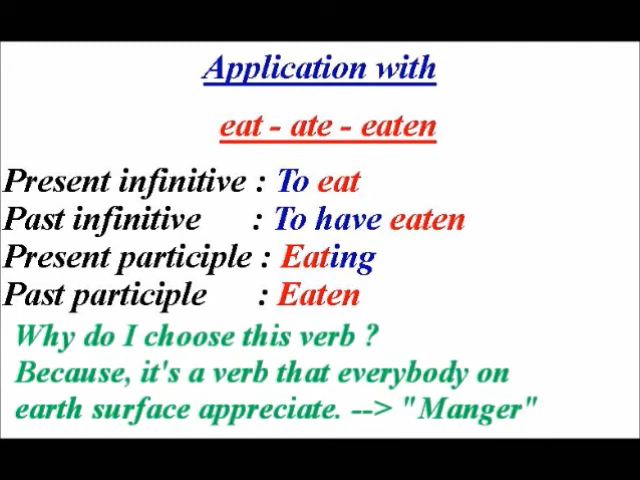 Application with
eat - ate - eaten
Present infinitive : To eat
Past infinitive : To have eaten
Present participle : Eating
Past participle : Eaten
Why do I choose this verb ?
Because, it's a verb that everybody on
earth surface appreciate. --> "Manger"